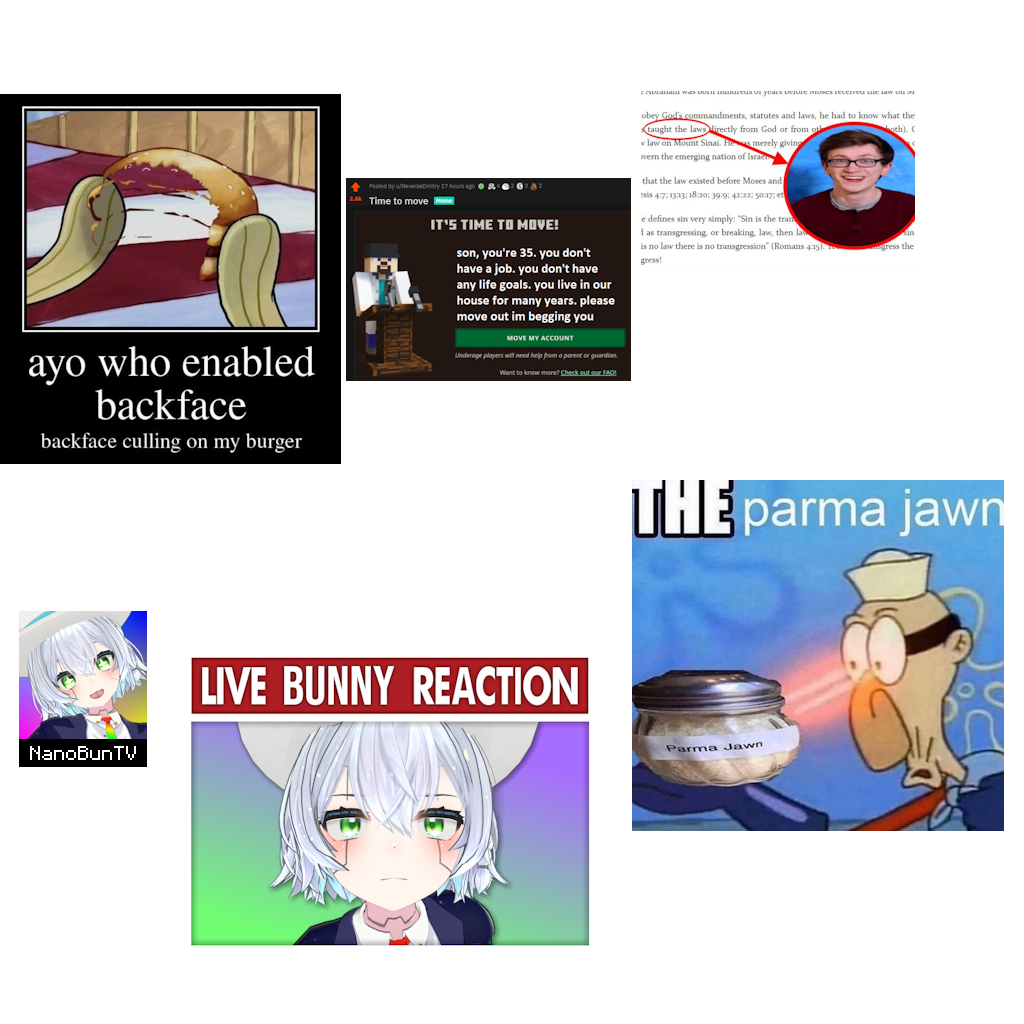 ayo who enabled
backface
backface culling on my burger
2.6k
Posted by u/ReverseDmitry 17 hours ago
4 2 3 2
Time to move Meme
IT'S TIME TO MOVE!
son, you're 35. you don't
have a job. you don't have
any life goals. you live in our
house for many years. please
move out im begging you
MOVE MY ACCOUNT
Underage players will need help from a parent or guardian.
Want to know more? Check out our FAQ!
Abraham was born hundreds of years before Moses received the law on M
obey God's commandments, statutes and laws, he had to know what the
taught the laws directly from God or from
law on Mount Sinai. He was merely giving
vern the emerging nation of Israel
that the law existed before Moses and
sis 4:7; 13:13; 18:20; 39:9; 42:22; 50:17;
e defines sin very simply: "Sin is the
as transgressing, or breaking, law, then
is no law there is no transgression" (Romans 4:15).
gress!
THE parma jawn
Parma Jawn
NanoBunTV
LIVE BUNNY REACTION